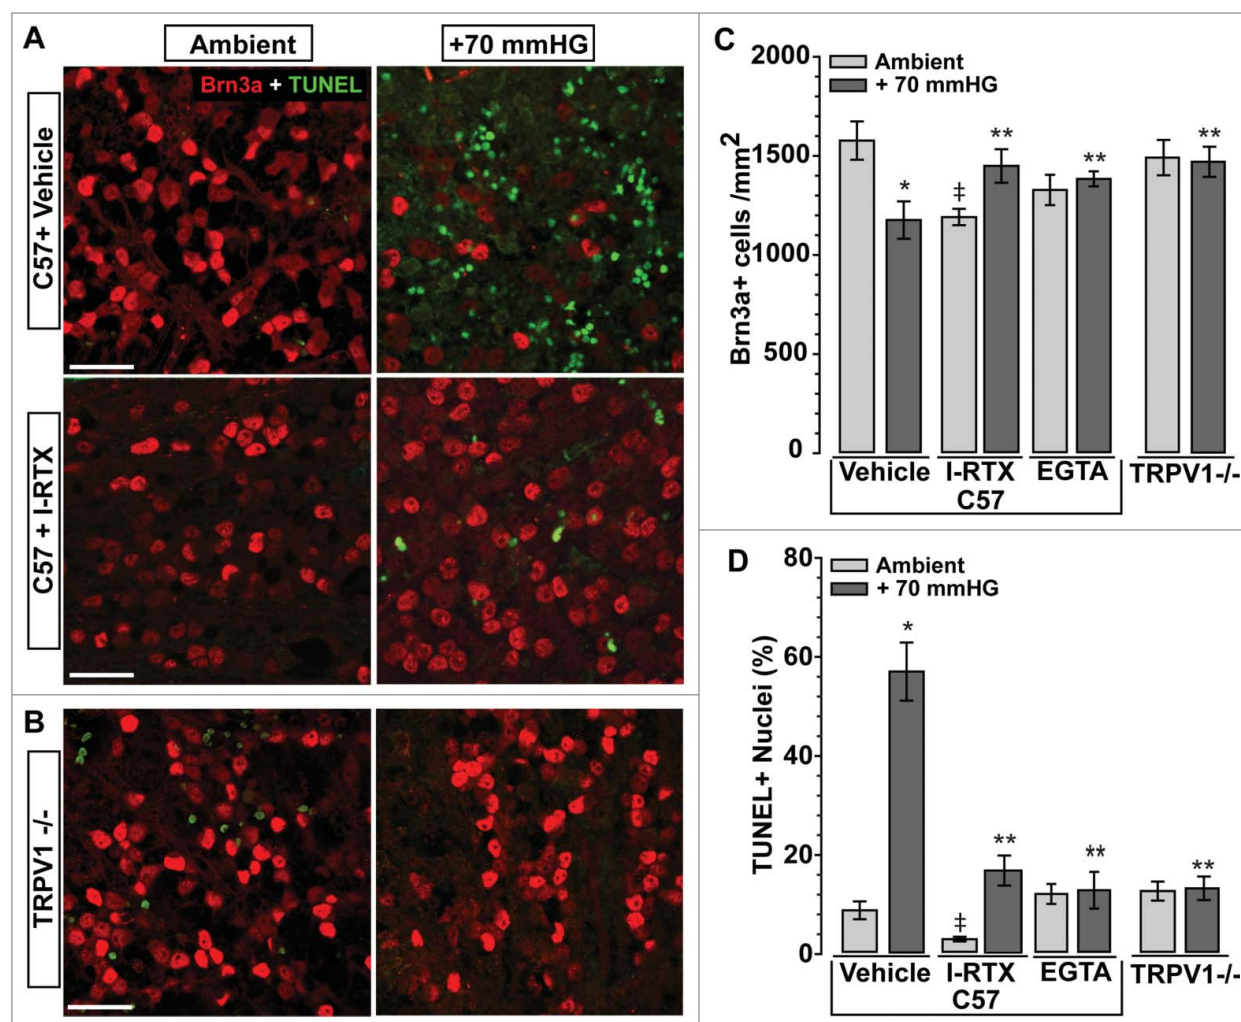 A
Ambient
+70 mmHG
Brn3a + TUNEL
C57+ Vehicle
C57 + I-RTX
B
TRPV1 -/-
C
2000
1500
1000
500
0
Brn3a+ cells /mm2
Ambient
+ 70 mmHG
*
‡
**
**
**
Vehicle
I-RTX
EGTA
TRPV1-/-
C57
D
80
60
40
20
0
TUNEL+ Nuclei (%)
Ambient
+ 70 mmHG
*
‡
**
**
**
Vehicle
I-RTX
EGTA
TRPV1-/-
C57